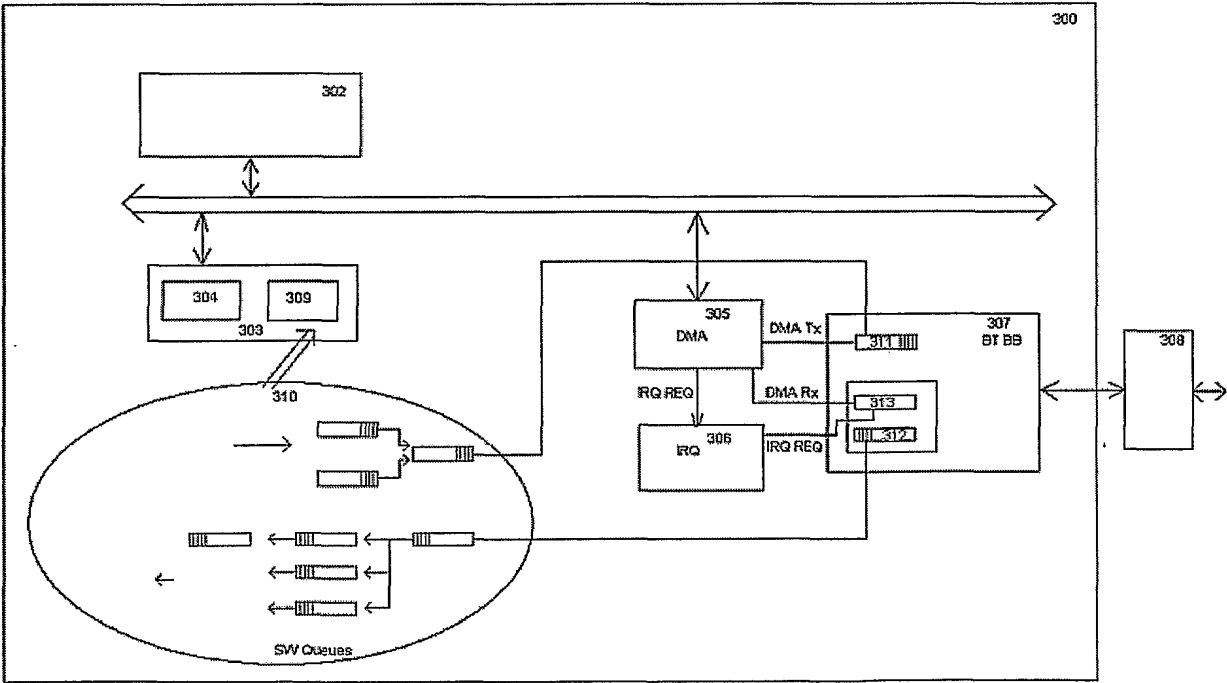 300
302
304
309
303
305
DMA
DMA Tx
311
307
BT BB
308
IRQ REQ
DMA Rx
313
306
IRQ
IRQ REQ
312
310
SW Queues